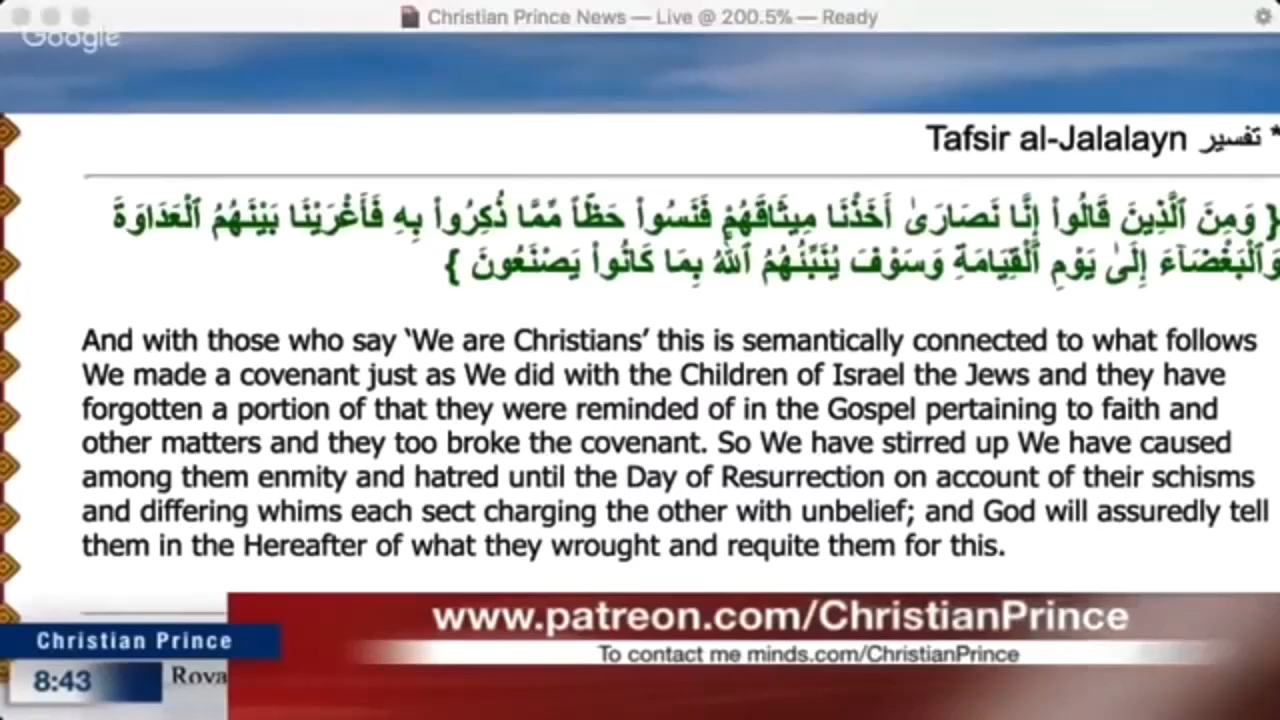 Christian Prince News — Live @ 200.5% — Ready
Google
Tafsir al-Jalalayn تفسير *
{ وَمِنَ ٱلَّذِينَ قَالُواْ إِنَّا نَصَارَىٰ أَخَذْنَا مِيثَاقَهُمْ فَنَسُواْ حَظّاً مِّمَّا ذُكِرُواْ بِهِ فَأَغْرَيْنَا بَيْنَهُمُ ٱلْعَدَاوَةَ
وَٱلْبَغْضَآءَ إِلَىٰ يَوْمِ ٱلْقِيَامَةِ وَسَوْفَ يُنَبِّئُهُمُ ٱللَّهُ بِمَا كَانُواْ يَصْنَعُونَ }
And with those who say ‘We are Christians’ this is semantically connected to what follows
We made a covenant just as We did with the Children of Israel the Jews and they have
forgotten a portion of that they were reminded of in the Gospel pertaining to faith and
other matters and they too broke the covenant. So We have stirred up We have caused
among them enmity and hatred until the Day of Resurrection on account of their schisms
and differing whims each sect charging the other with unbelief; and God will assuredly tell
them in the Hereafter of what they wrought and requite them for this.
www.patreon.com/ChristianPrince
Christian Prince
To contact me minds.com/ChristianPrince
8:43
Rova